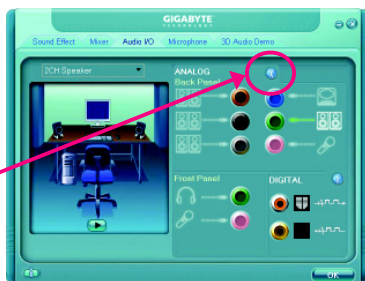 GIGABYTE
TECHNOLOGY
Sound Effect Mixer Audio I/O Microphone 3D Audio Demo
2CH Speaker
ANALOG
Back Panel
Front Panel
DIGITAL
OK